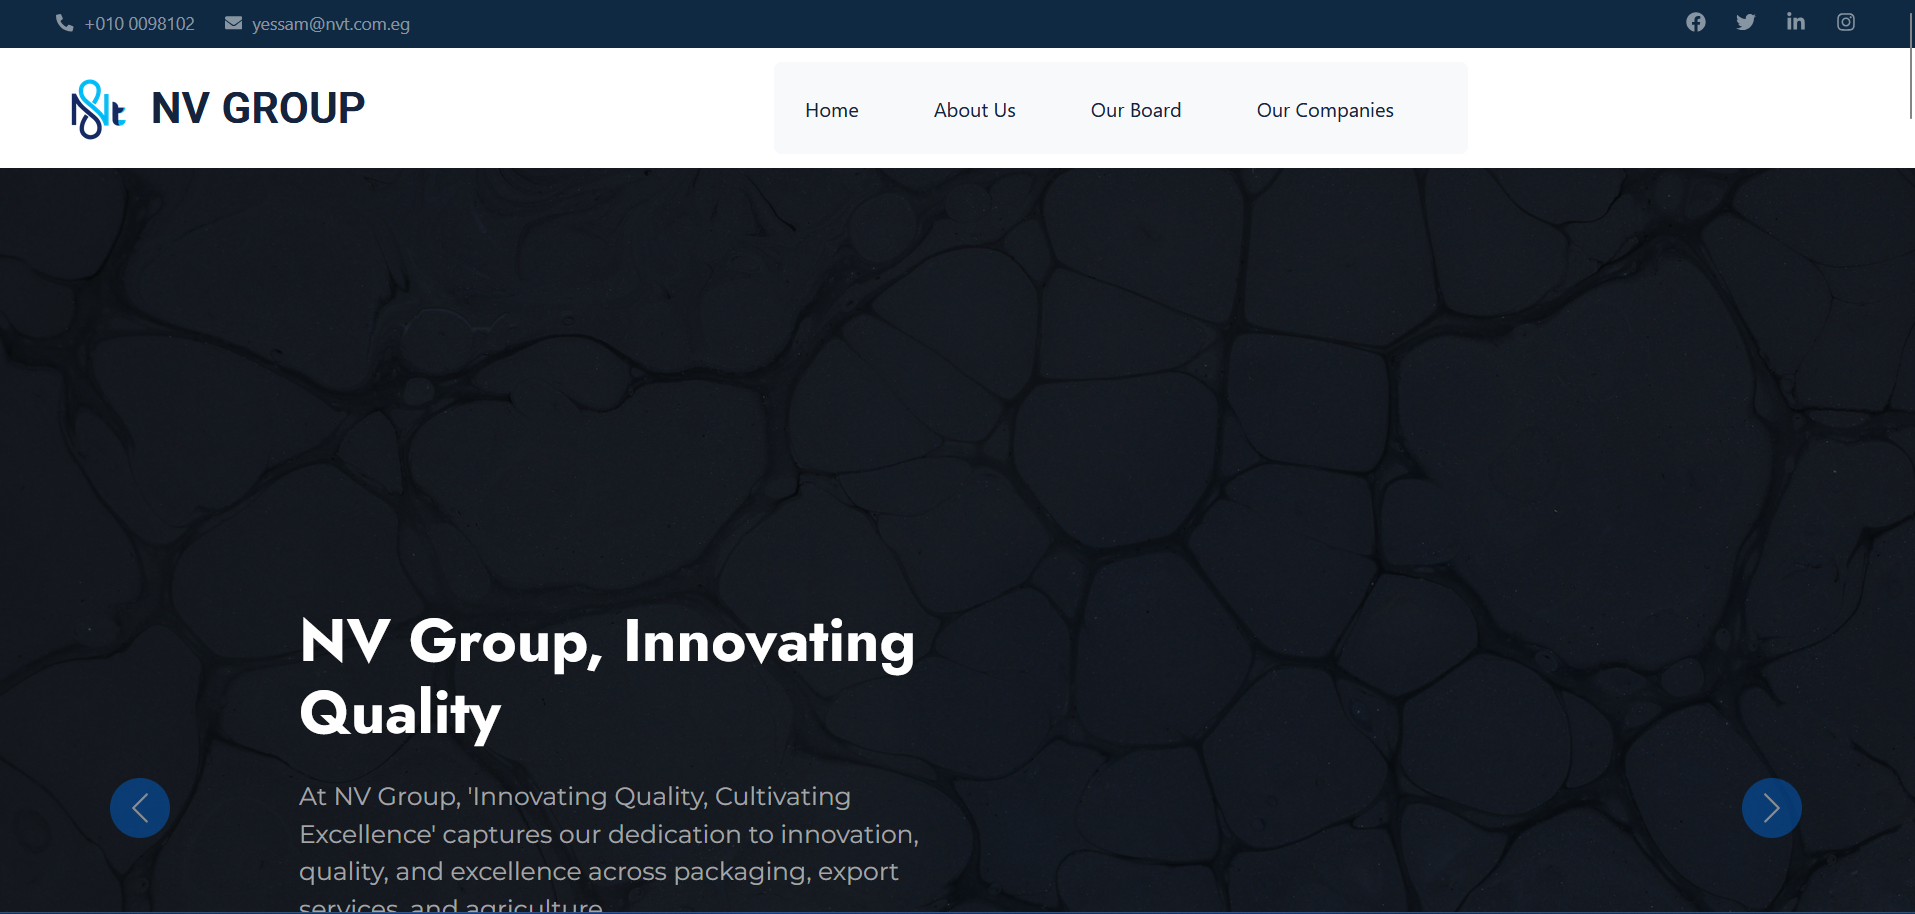 +010 0098102 yessam@nvt.com.eg
Nt NV GROUP
Home About Us Our Board Our Companies
NV Group, Innovating
Quality
At NV Group, 'Innovating Quality, Cultivating
Excellence' captures our dedication to innovation,
quality, and excellence across packaging, export
services, and agriculture.